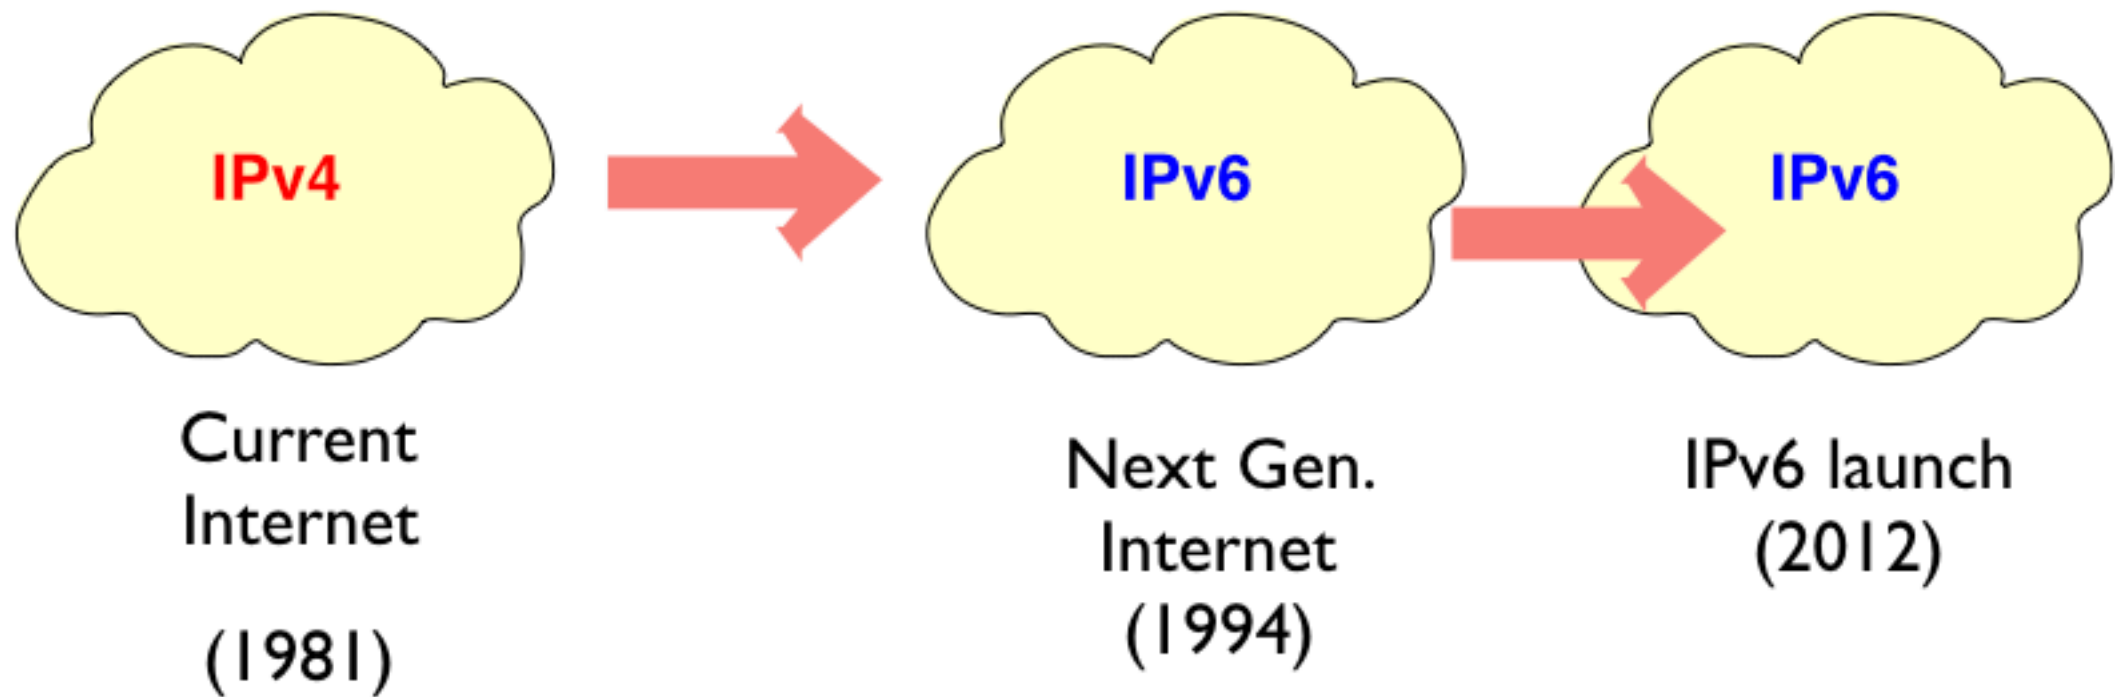 IPv4
Current
Internet
(1981)
IPv6
Next Gen.
Internet
(1994)
IPv6
IPv6 launch
(2012)